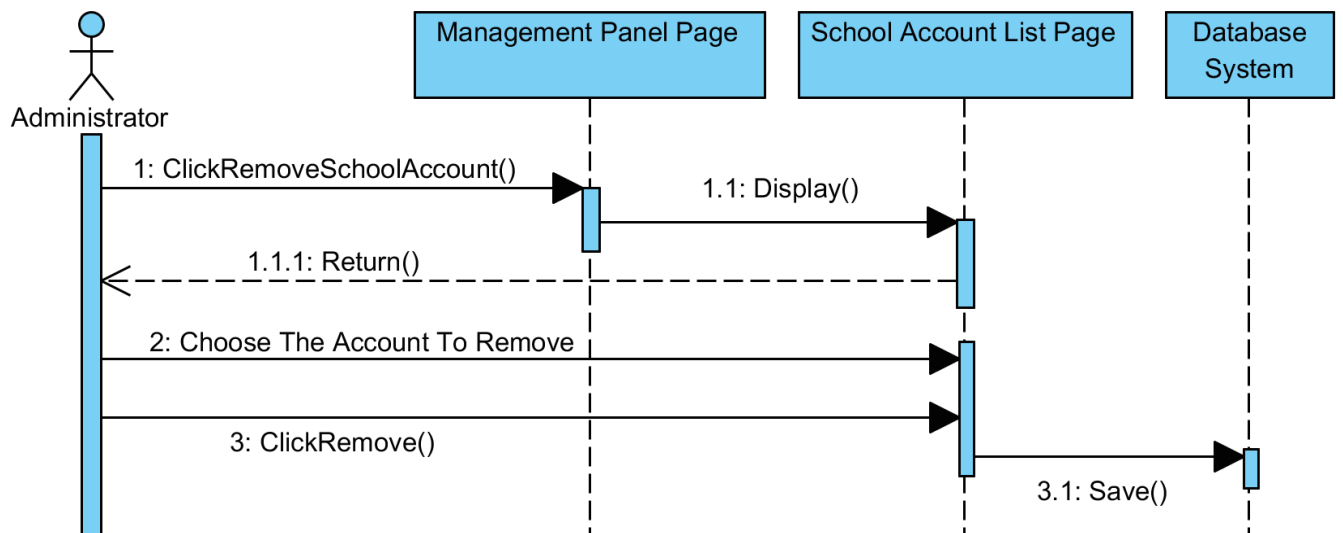 Administrator
Management Panel Page
School Account List Page
Database
System
1: ClickRemoveSchoolAccount()
1.1: Display()
1.1.1: Return()
2: Choose The Account To Remove
3: ClickRemove()
3.1: Save()